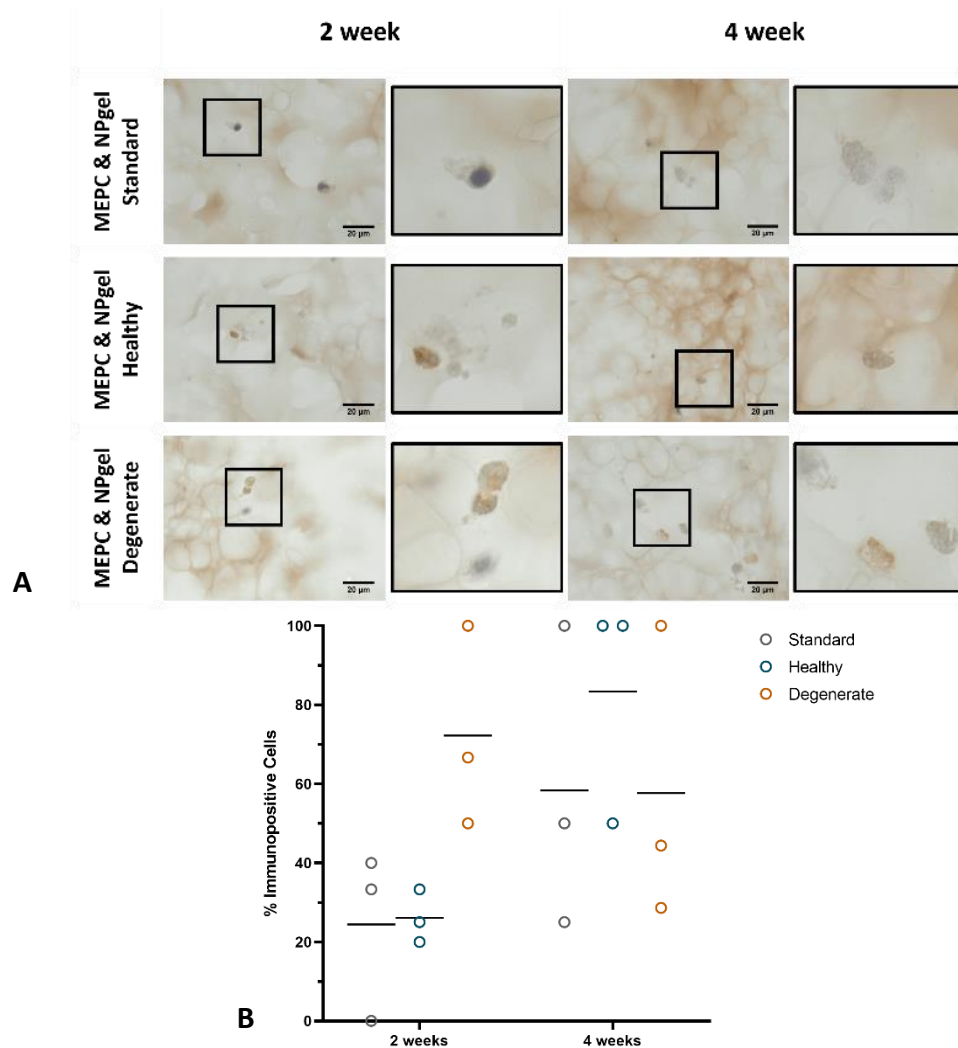 2 week
4 week
MEPC & NPgel
Standard
20 µm
20 µm
MEPC & NPgel
Healthy
20 µm
20 µm
MEPC & NPgel
Degenerate
20 µm
20 µm
A
100
80
60
40
20
0
% Immunopositive Cells
Standard
Healthy
Degenerate
B
2 weeks
4 weeks